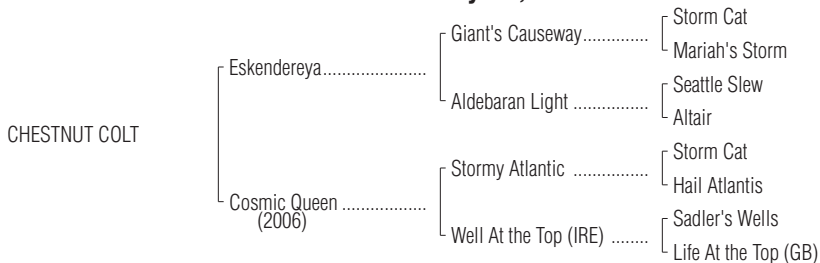 Storm Cat
Giant's Causeway..............
Mariah's Storm
Eskendereya......................
Seattle Slew
Aldebaran Light ................
Altair
CHESTNUT COLT
Storm Cat
Stormy Atlantic ................
Hail Atlantis
Cosmic Queen ..................
(2006)
Sadler's Wells
Well At the Top (IRE) ........
Life At the Top (GB)